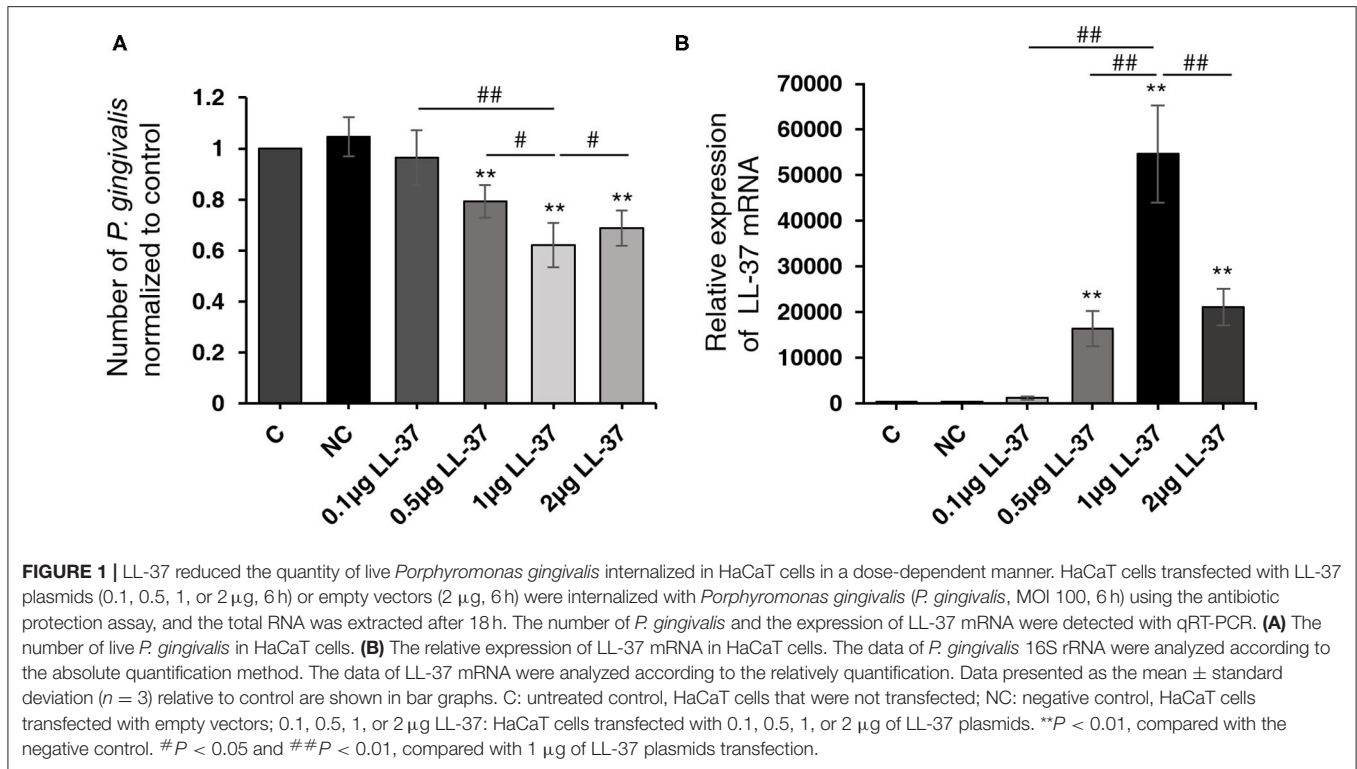 A
Number of P. gingivalis
normalized to control
1.2
1
0.8
0.6
0.4
0.2
0
##
#
#
**
**
**
C
NC
0.1µg LL-37
0.5µg LL-37
1µg LL-37
2µg LL-37
B
Relative expression
of LL-37 mRNA
70000
60000
50000
40000
30000
20000
10000
0
##
##
##
**
**
**
C
NC
0.1µg LL-37
0.5µg LL-37
1µg LL-37
2µg LL-37
FIGURE 1 | LL-37 reduced the quantity of live Porphyromonas gingivalis internalized in HaCaT cells in a dose-dependent manner. HaCaT cells transfected with LL-37
plasmids (0.1, 0.5, 1, or 2 µg, 6 h) or empty vectors (2 µg, 6 h) were internalized with Porphyromonas gingivalis (P. gingivalis, MOI 100, 6 h) using the antibiotic
protection assay, and the total RNA was extracted after 18 h. The number of P. gingivalis and the expression of LL-37 mRNA were detected with qRT-PCR. (A) The
number of live P. gingivalis in HaCaT cells. (B) The relative expression of LL-37 mRNA in HaCaT cells. The data of P. gingivalis 16S rRNA were analyzed according to
the absolute quantification method. The data of LL-37 mRNA were analyzed according to the relatively quantification. Data presented as the mean ± standard
deviation (n = 3) relative to control are shown in bar graphs. C: untreated control, HaCaT cells that were not transfected; NC: negative control, HaCaT cells
transfected with empty vectors; 0.1, 0.5, 1, or 2 µg LL-37: HaCaT cells transfected with 0.1, 0.5, 1, or 2 µg of LL-37 plasmids. **P < 0.01, compared with the
negative control. #P < 0.05 and ##P < 0.01, compared with 1 µg of LL-37 plasmids transfection.